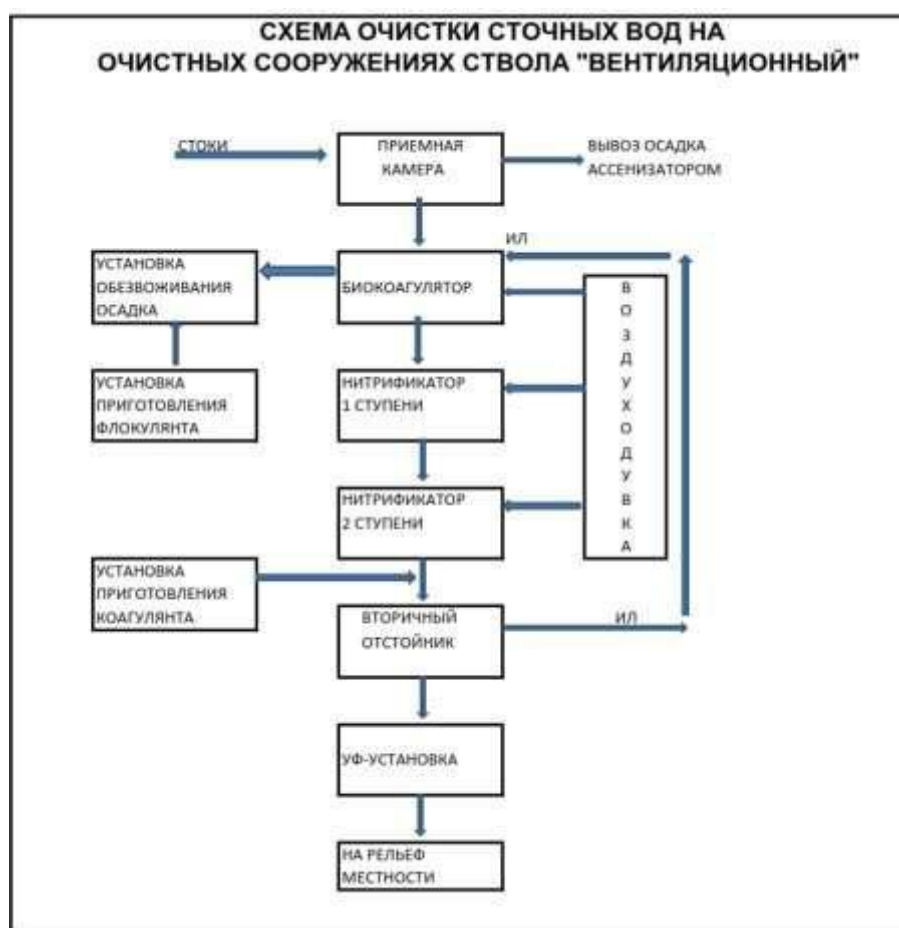 СХЕМА ОЧИСТКИ СТОЧНЫХ ВОД НА
ОЧИСТНЫХ СООРУЖЕНИЯХ СТВОЛА "ВЕНТИЛЯЦИОННЫЙ"
СТОКИ
ПРИЕМНАЯ
КАМЕРА
ВЫВОЗ ОСАДКА
АССЕНИЗАТОРОМ
ИЛ
УСТАНОВКА
ОБЕЗВОЖИВАНИЯ
ОСАДКА
БИОКОАГУЛЯТОР
ВОЗДУХОДУВКА
УСТАНОВКА
ПРИГОТОВЛЕНИЯ
ФЛОКУЛЯНТА
НИТРИФИКАТОР
1 СТУПЕНИ
НИТРИФИКАТОР
2 СТУПЕНИ
УСТАНОВКА
ПРИГОТОВЛЕНИЯ
КОАГУЛЯНТА
ВТОРИЧНЫЙ
ОТСТОЙНИК
ИЛ
УФ-УСТАНОВКА
НА РЕЛЬЕФ
МЕСТНОСТИ